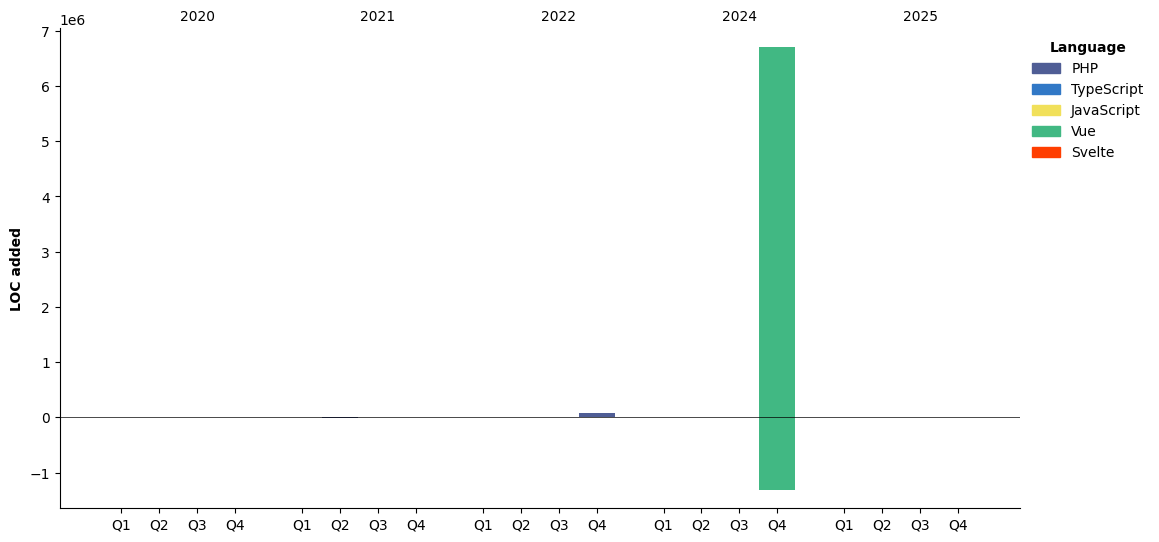 2020 2021 2022 2024 2025
1e6
7
6
5
4
3
2
1
0
−1
LOC added
Q1 Q2 Q3 Q4 Q1 Q2 Q3 Q4 Q1 Q2 Q3 Q4 Q1 Q2 Q3 Q4 Q1 Q2 Q3 Q4
Language
PHP
TypeScript
JavaScript
Vue
Svelte